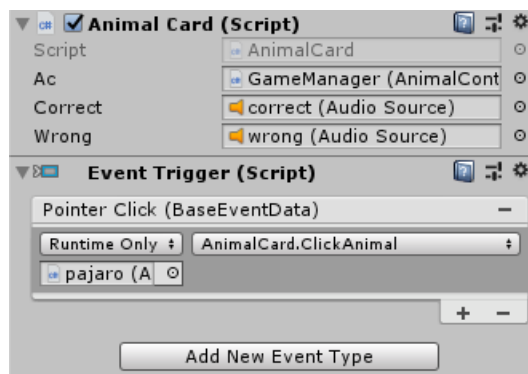 Animal Card (Script)
Script AnimalCard
Ac GameManager (AnimalCont
Correct correct (Audio Source)
Wrong wrong (Audio Source)
Event Trigger (Script)
Pointer Click (BaseEventData)
Runtime Only AnimalCard.ClickAnimal
pajaro (A
Add New Event Type